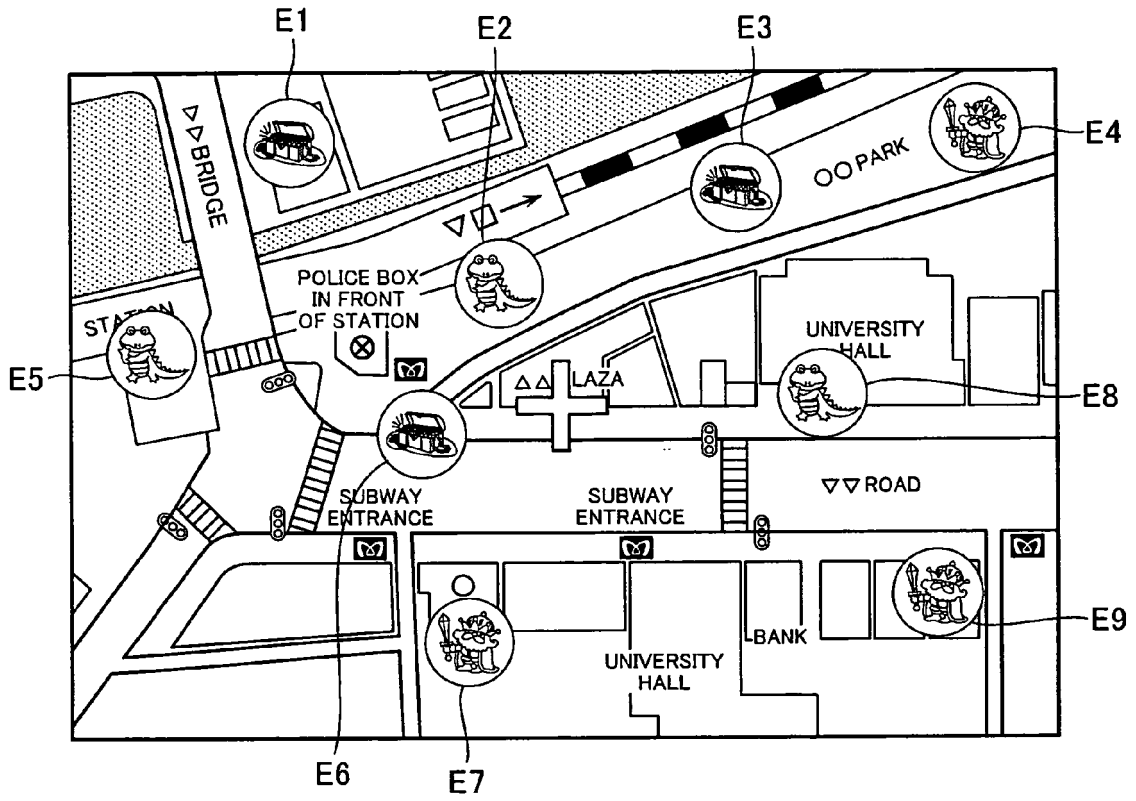 E1
E2
E3
E4
▽▽BRIDGE
○○PARK
▽□→
POLICE BOX
IN FRONT
OF STATION
STATION
UNIVERSITY
HALL
E5
E8
△△ LAZA
SUBWAY
ENTRANCE
SUBWAY
ENTRANCE
▽▽ROAD
BANK
UNIVERSITY
HALL
E9
E6
E7